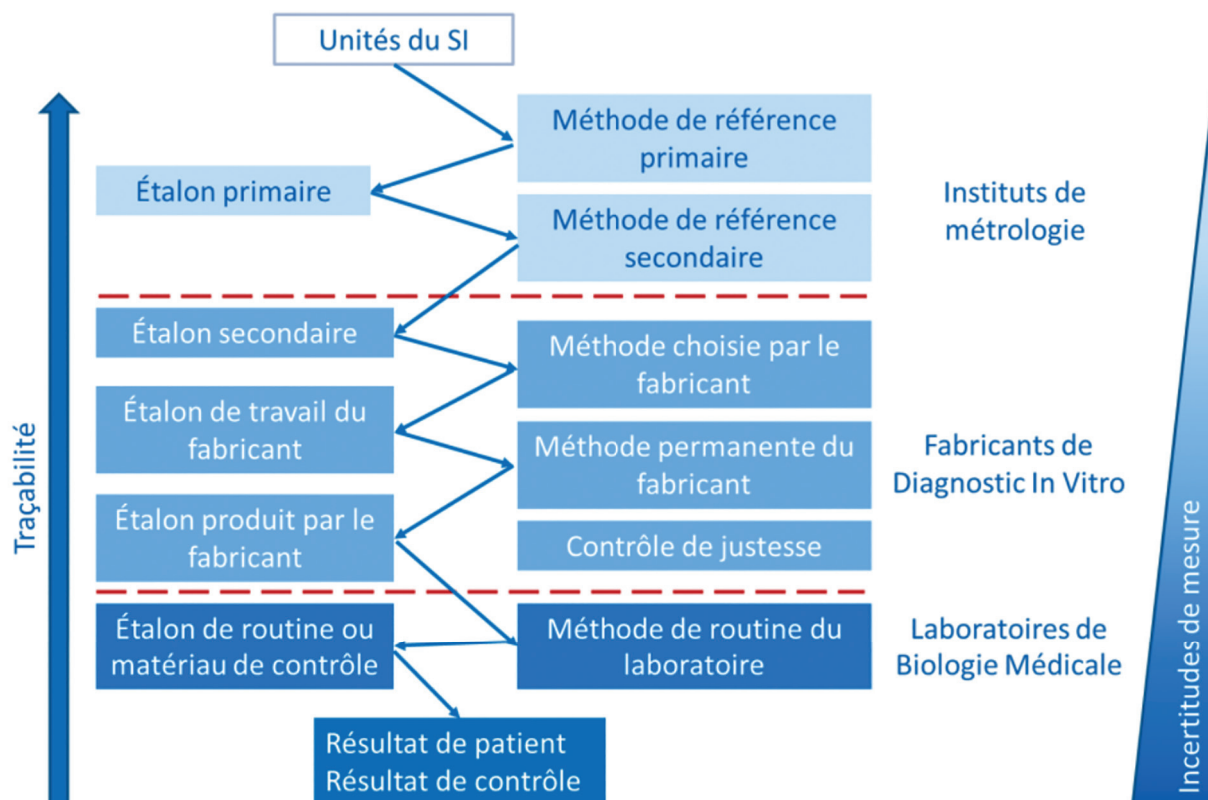 Unités du SI
Méthode de référence
primaire
Étalon primaire
Méthode de référence
secondaire
Instituts de
métrologie
Étalon secondaire
Méthode choisie par le
fabricant
Étalon de travail du
fabricant
Méthode permanente du
fabricant
Étalon produit par le
fabricant
Contrôle de justesse
Fabricants de
Diagnostic In Vitro
Étalon de routine ou
matériau de contrôle
Méthode de routine du
laboratoire
Laboratoires de
Biologie Médicale
Résultat de patient
Résultat de contrôle
Traçabilité
Incertitudes de mesure